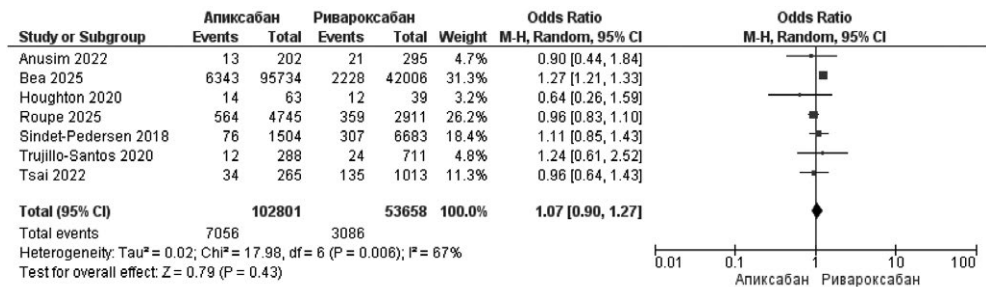 Апиксабан Ривароксабан Odds Ratio Odds Ratio
Study or Subgroup Events Total Events Total Weight M-H, Random, 95% CI M-H, Random, 95% CI
Anusim 2022 13 202 21 295 4.7% 0.90 [0.44, 1.84]
Bea 2025 6343 95734 2228 42006 31.3% 1.27 [1.21, 1.33]
Houghton 2020 14 63 12 39 3.2% 0.64 [0.26, 1.59]
Roupe 2025 564 4745 359 2911 26.2% 0.96 [0.83, 1.10]
Sindet-Pedersen 2018 76 1504 307 6683 18.4% 1.11 [0.85, 1.43]
Trujillo-Santos 2020 12 288 24 711 4.8% 1.24 [0.61, 2.52]
Tsai 2022 34 265 135 1013 11.3% 0.96 [0.64, 1.43]
Total (95% CI) 102801 53658 100.0% 1.07 [0.90, 1.27]
Total events 7056 3086
Heterogeneity: Tau² = 0.02; Chi² = 17.98, df = 6 (P = 0.006); I² = 67%
Test for overall effect: Z = 0.79 (P = 0.43)
0.01 0.1 1 10 100
Апиксабан Ривароксабан